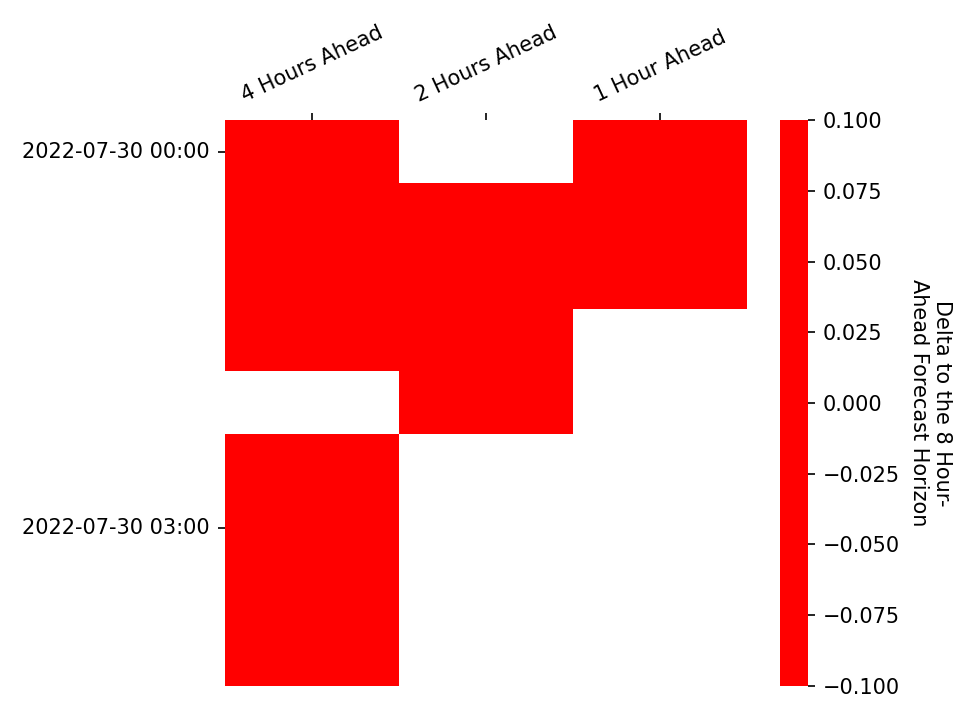 4 Hours Ahead
2 Hours Ahead
1 Hour Ahead
2022-07-30 00:00
2022-07-30 03:00
0.100
0.075
0.050
0.025
0.000
−0.025
−0.050
−0.075
−0.100
Delta to the 8 Hour-
Ahead Forecast Horizon